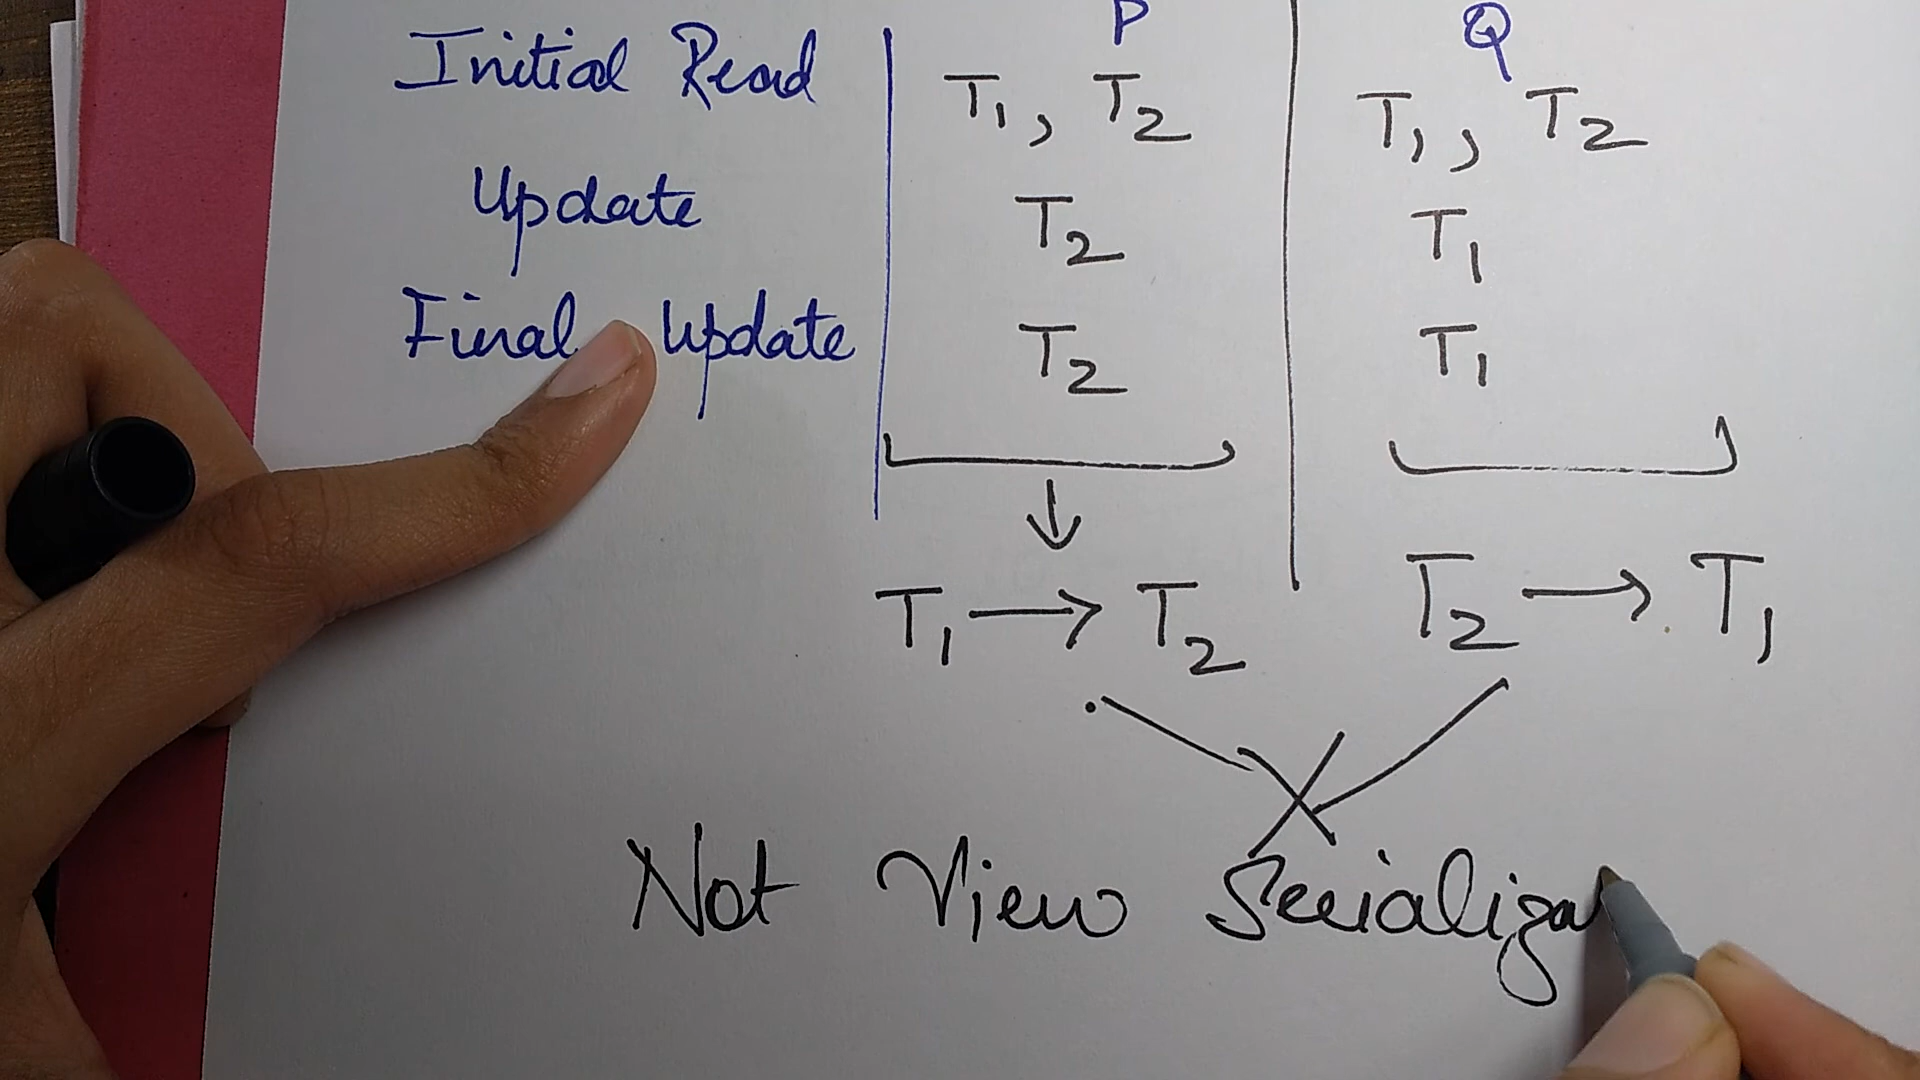 P Q
Initial Read T1, T2 T1, T2
Update T2 T1
Final Update T2 T1
T1 → T2 T2 → T1
Not View Serializa